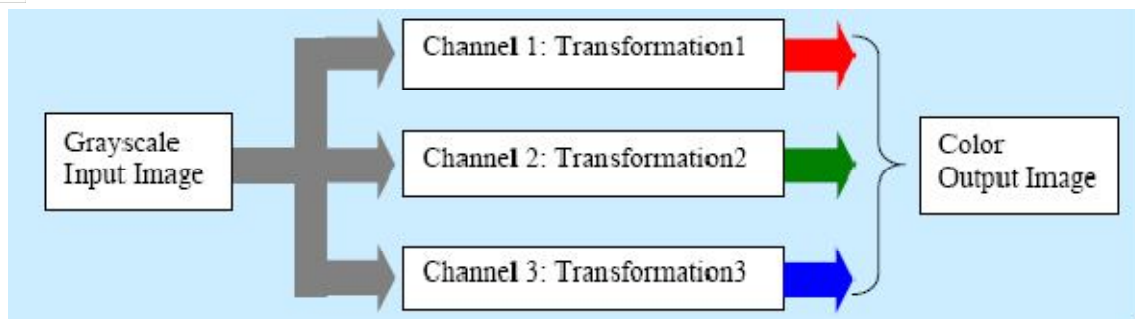 Channel 1: Transformation1
Grayscale
Input Image
Channel 2: Transformation2
Color
Output Image
Channel 3: Transformation3